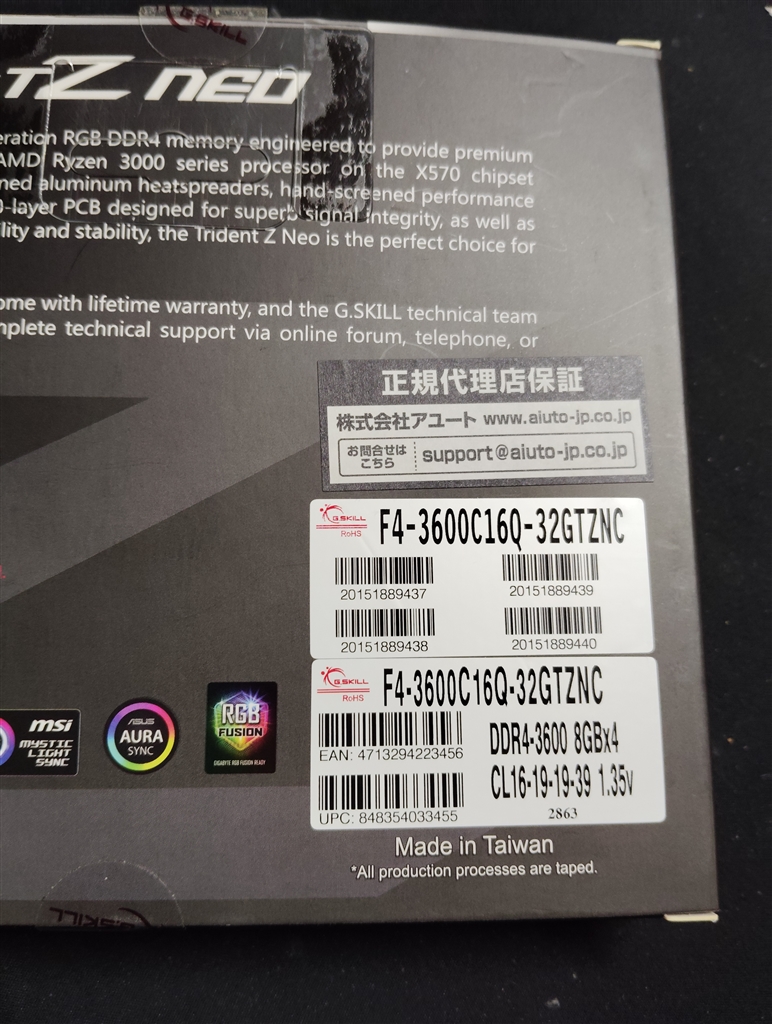 G.SKILL
TZ NEO
eration RGB DDR4 memory engineered to provide premium
AMD Ryzen 3000 series processor on the X570 chipset
ned aluminum heatspreaders, hand-screened performance
0-layer PCB designed for superb signal integrity, as well as
ility and stability, the Trident Z Neo is the perfect choice for
ome with lifetime warranty, and the G.SKILL technical team
mplete technical support via online forum, telephone, or
正規代理店保証
株式会社アユート www.aiuto-jp.co.jp
お問合せは
こちら
support@aiuto-jp.co.jp
G.SKILL
RoHS
F4-3600C16Q-32GTZNC
20151889437
20151889439
20151889438
20151889440
G.SKILL
RoHS
F4-3600C16Q-32GTZNC
EAN: 4713294223456
UPC: 848354033455
DDR4-3600 8GBx4
CL16-19-19-39 1.35v
2863
msi
MYSTIC
LIGHT
SYNC
ASUS
AURA
SYNC
RGB
FUSION
GIGABYTE RGB FUSION READY
Made in Taiwan
*All production processes are taped.
G.SKILL